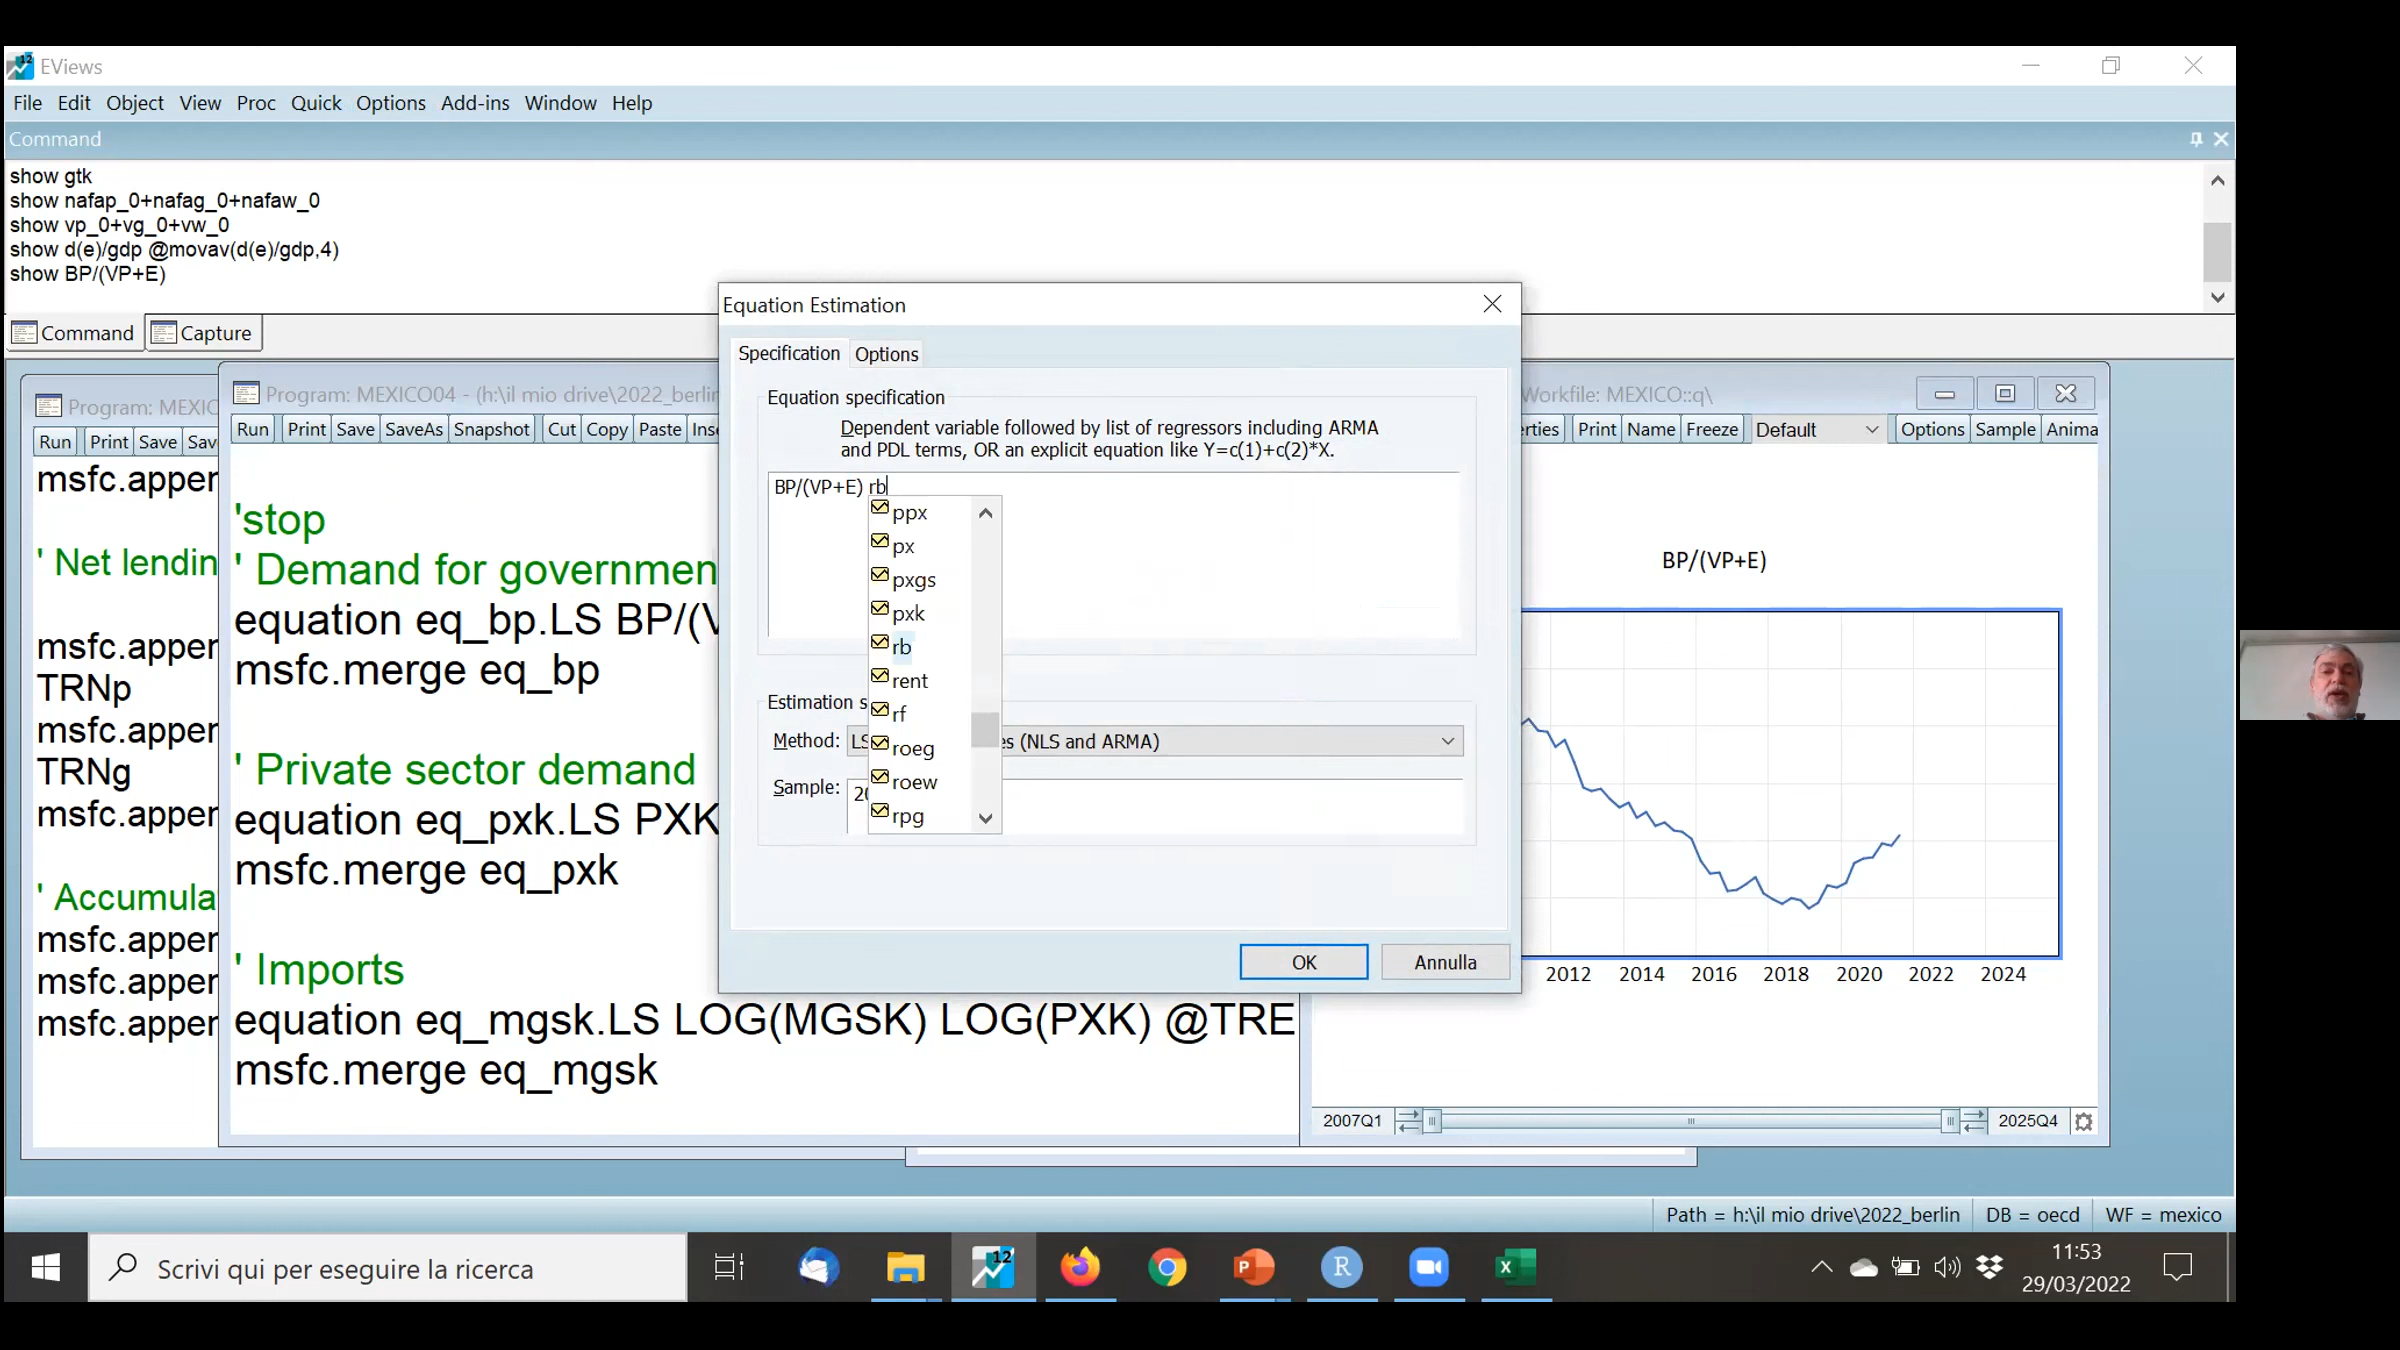 EViews
File Edit Object View Proc Quick Options Add-ins Window Help
Command
show gtk
show nafap_0+nafag_0+nafaw_0
show vp_0+vg_0+vw_0
show d(e)/gdp @movav(d(e)/gdp,4)
show BP/(VP+E)
Command Capture
Program: MEXIC
Run Print Save Sav
msfc.apper
' Net lendin
msfc.apper
TRNp
msfc.apper
TRNg
msfc.apper
' Accumula
msfc.apper
msfc.apper
msfc.apper
Program: MEXICO04 - (h:\il mio drive\2022_berlin
Run Print Save SaveAs Snapshot Cut Copy Paste Inse
'stop
' Demand for governmen
equation eq_bp.LS BP/(V
msfc.merge eq_bp
' Private sector demand
equation eq_pxk.LS PXK
msfc.merge eq_pxk
' Imports
equation eq_mgsk.LS LOG(MGSK) LOG(PXK) @TRE
msfc.merge eq_mgsk
Equation Estimation
Specification Options
Equation specification
Dependent variable followed by list of regressors including ARMA
and PDL terms, OR an explicit equation like Y=c(1)+c(2)*X.
BP/(VP+E) rb
ppx
px
pxgs
pxk
rb
rent
rf
roeg
roew
rpg
Estimation s
Method: LS es (NLS and ARMA)
Sample: 20
OK Annulla
Workfile: MEXICO::q\
erties Print Name Freeze Default Options Sample Anima
BP/(VP+E)
2012 2014 2016 2018 2020 2022 2024
2007Q1 2025Q4
Path = h:\il mio drive\2022_berlin DB = oecd WF = mexico
Scrivi qui per eseguire la ricerca
12
11:53
29/03/2022